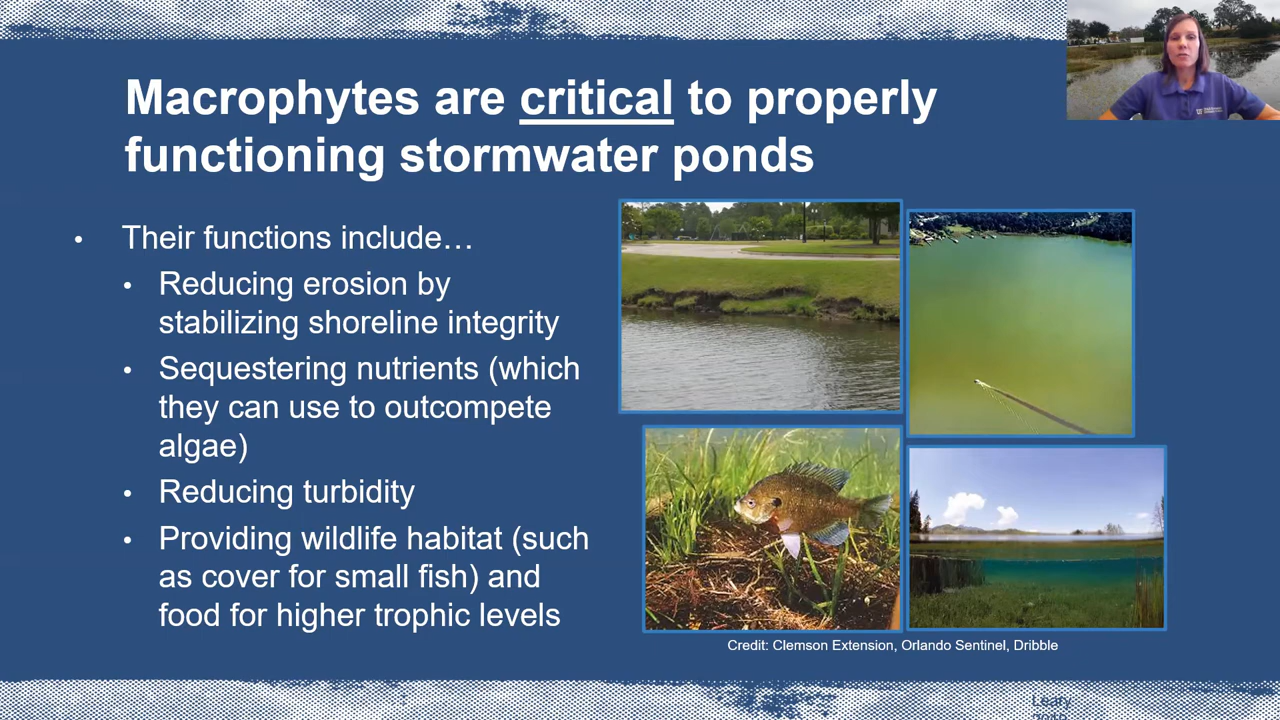 Macrophytes are critical to properly
functioning stormwater ponds
• Their functions include…
• Reducing erosion by
stabilizing shoreline integrity
• Sequestering nutrients (which
they can use to outcompete
algae)
• Reducing turbidity
• Providing wildlife habitat (such
as cover for small fish) and
food for higher trophic levels
Credit: Clemson Extension, Orlando Sentinel, Dribble
Leary